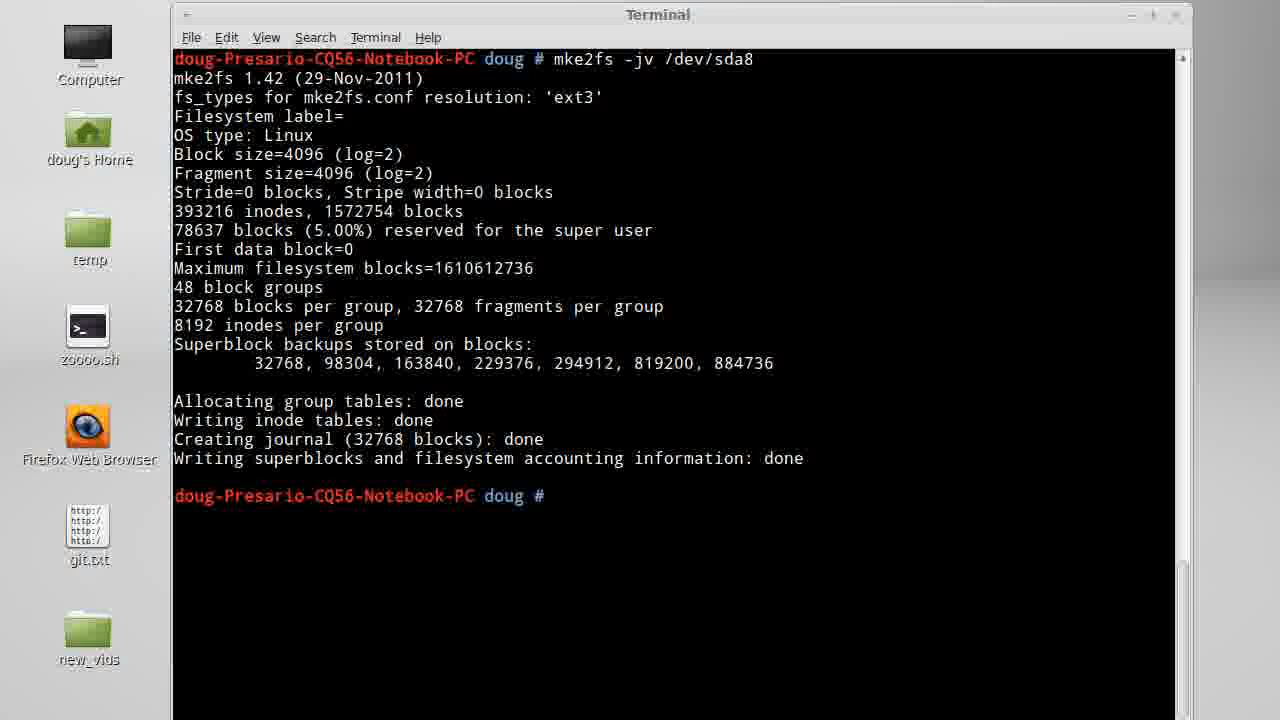 Terminal
File Edit View Search Terminal Help
Computer
doug's Home
temp
zoooo.sh
Firefox Web Browser
http:/
http:/
http:/
http:/
git.txt
new_vids
doug-Presario-CQ56-Notebook-PC doug # mke2fs -jv /dev/sda8
mke2fs 1.42 (29-Nov-2011)
fs_types for mke2fs.conf resolution: 'ext3'
Filesystem label=
OS type: Linux
Block size=4096 (log=2)
Fragment size=4096 (log=2)
Stride=0 blocks, Stripe width=0 blocks
393216 inodes, 1572754 blocks
78637 blocks (5.00%) reserved for the super user
First data block=0
Maximum filesystem blocks=1610612736
48 block groups
32768 blocks per group, 32768 fragments per group
8192 inodes per group
Superblock backups stored on blocks:
32768, 98304, 163840, 229376, 294912, 819200, 884736
Allocating group tables: done
Writing inode tables: done
Creating journal (32768 blocks): done
Writing superblocks and filesystem accounting information: done
doug-Presario-CQ56-Notebook-PC doug #